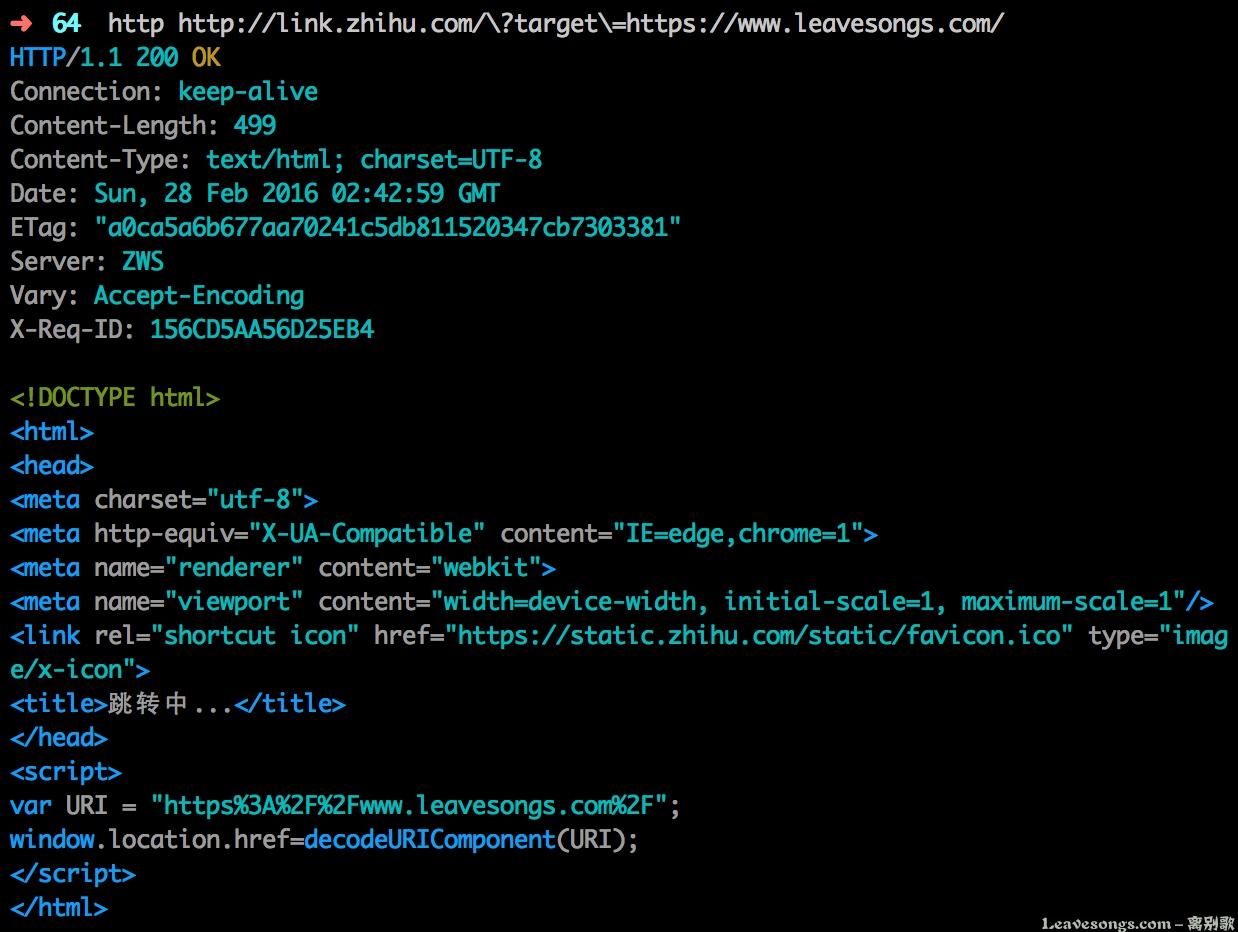 ➜ 64 http http://link.zhihu.com/\?target\=https://www.leavesongs.com/
HTTP/1.1 200 OK
Connection: keep-alive
Content-Length: 499
Content-Type: text/html; charset=UTF-8
Date: Sun, 28 Feb 2016 02:42:59 GMT
ETag: "a0ca5a6b677aa70241c5db811520347cb7303381"
Server: ZWS
Vary: Accept-Encoding
X-Req-ID: 156CD5AA56D25EB4
<!DOCTYPE html>
<html>
<head>
<meta charset="utf-8">
<meta http-equiv="X-UA-Compatible" content="IE=edge,chrome=1">
<meta name="renderer" content="webkit">
<meta name="viewport" content="width=device-width, initial-scale=1, maximum-scale=1"/>
<link rel="shortcut icon" href="https://static.zhihu.com/static/favicon.ico" type="imag
e/x-icon">
<title>跳转中...</title>
</head>
<script>
var URI = "https%3A%2F%2Fwww.leavesongs.com%2F";
window.location.href=decodeURIComponent(URI);
</script>
</html>
Leavesongs.com – 离别歌